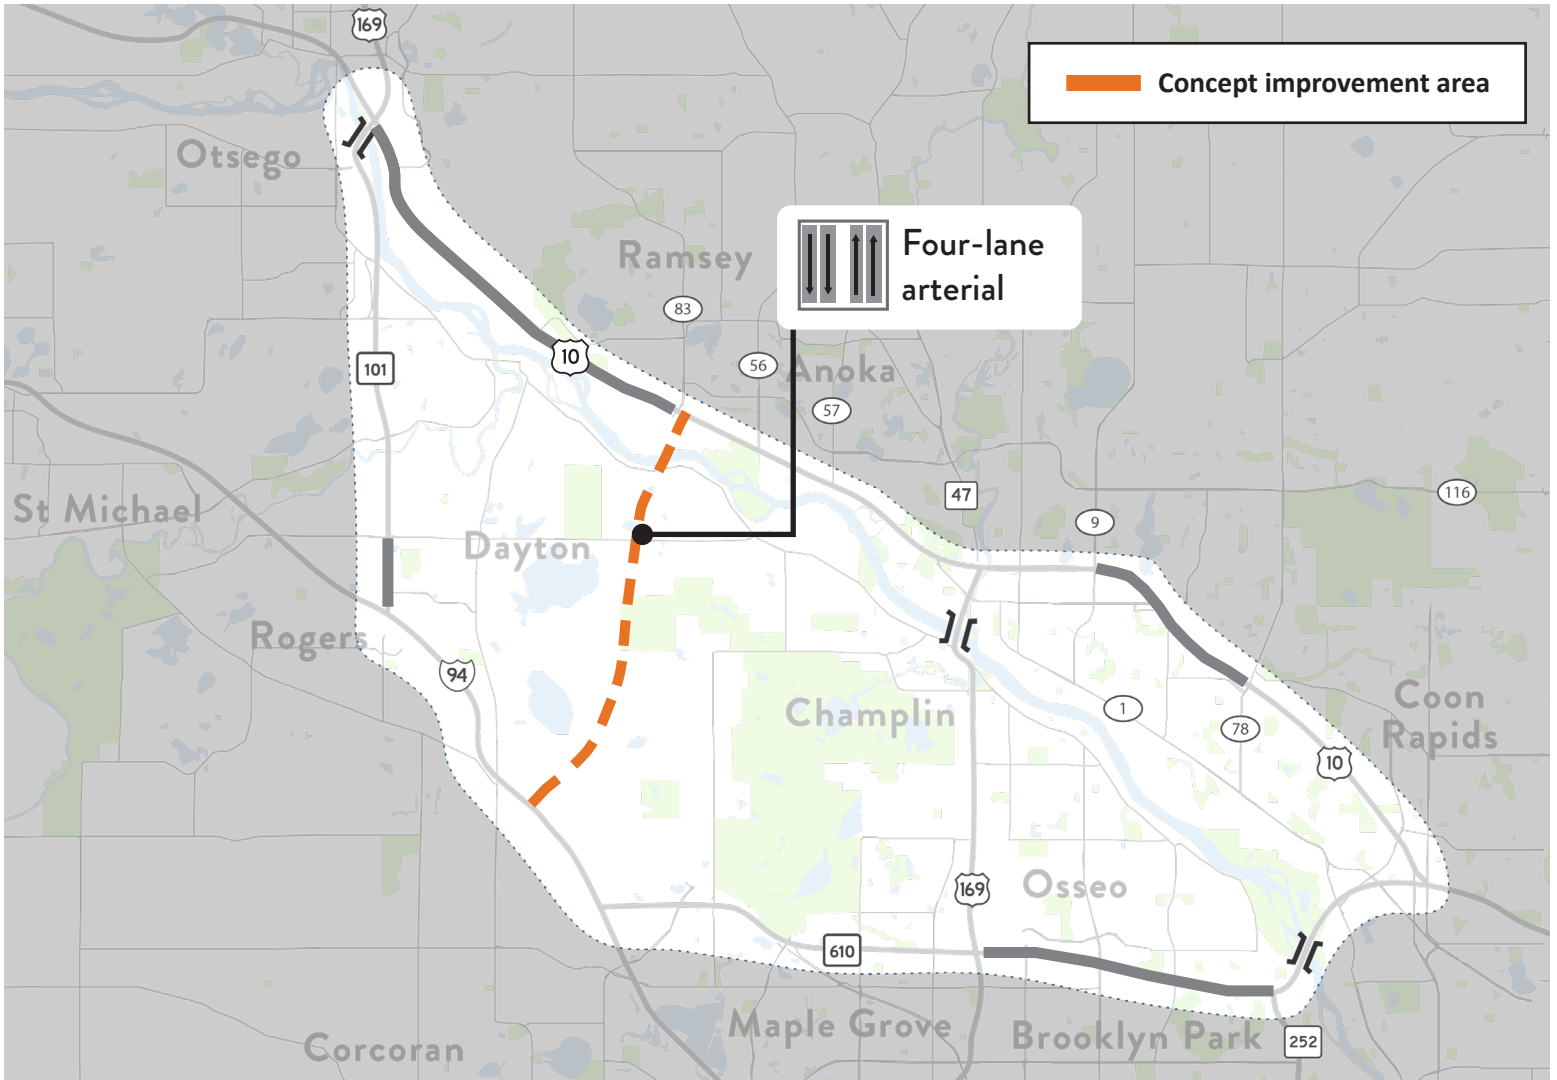 169
Concept improvement area
Otsego
Four-lane
arterial
Ramsey
83
10
56
101
Anoka
57
47
116
St Michael
9
Dayton
Rogers
94
Champlin
1
78
Coon
Rapids
10
169
Osseo
610
Maple Grove
Brooklyn Park
252
Corcoran